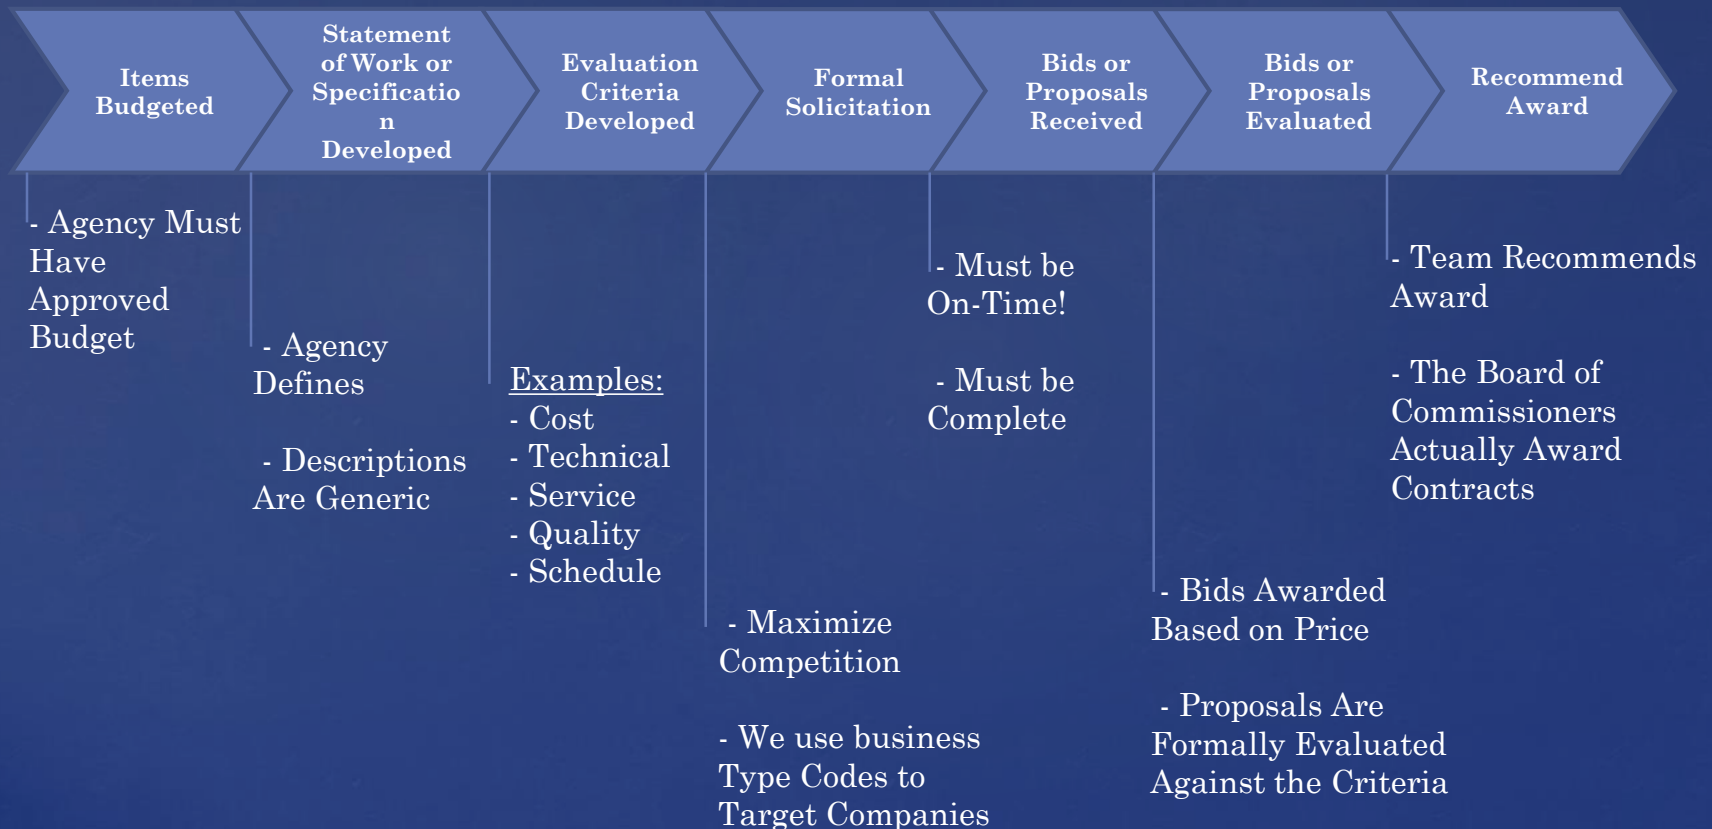 Items
Budgeted
Statement
of Work or
Specificatio
n
Developed
Evaluation
Criteria
Developed
Formal
Solicitation
Bids or
Proposals
Received
Bids or
Proposals
Evaluated
Recommend
Award
- Agency Must
Have
Approved
Budget
- Agency
Defines
- Descriptions
Are Generic
Examples:
- Cost
- Technical
- Service
- Quality
- Schedule
- Maximize
Competition
- We use business
Type Codes to
Target Companies
- Must be
On-Time!
- Must be
Complete
- Bids Awarded
Based on Price
- Proposals Are
Formally Evaluated
Against the Criteria
- Team Recommends
Award
- The Board of
Commissioners
Actually Award
Contracts